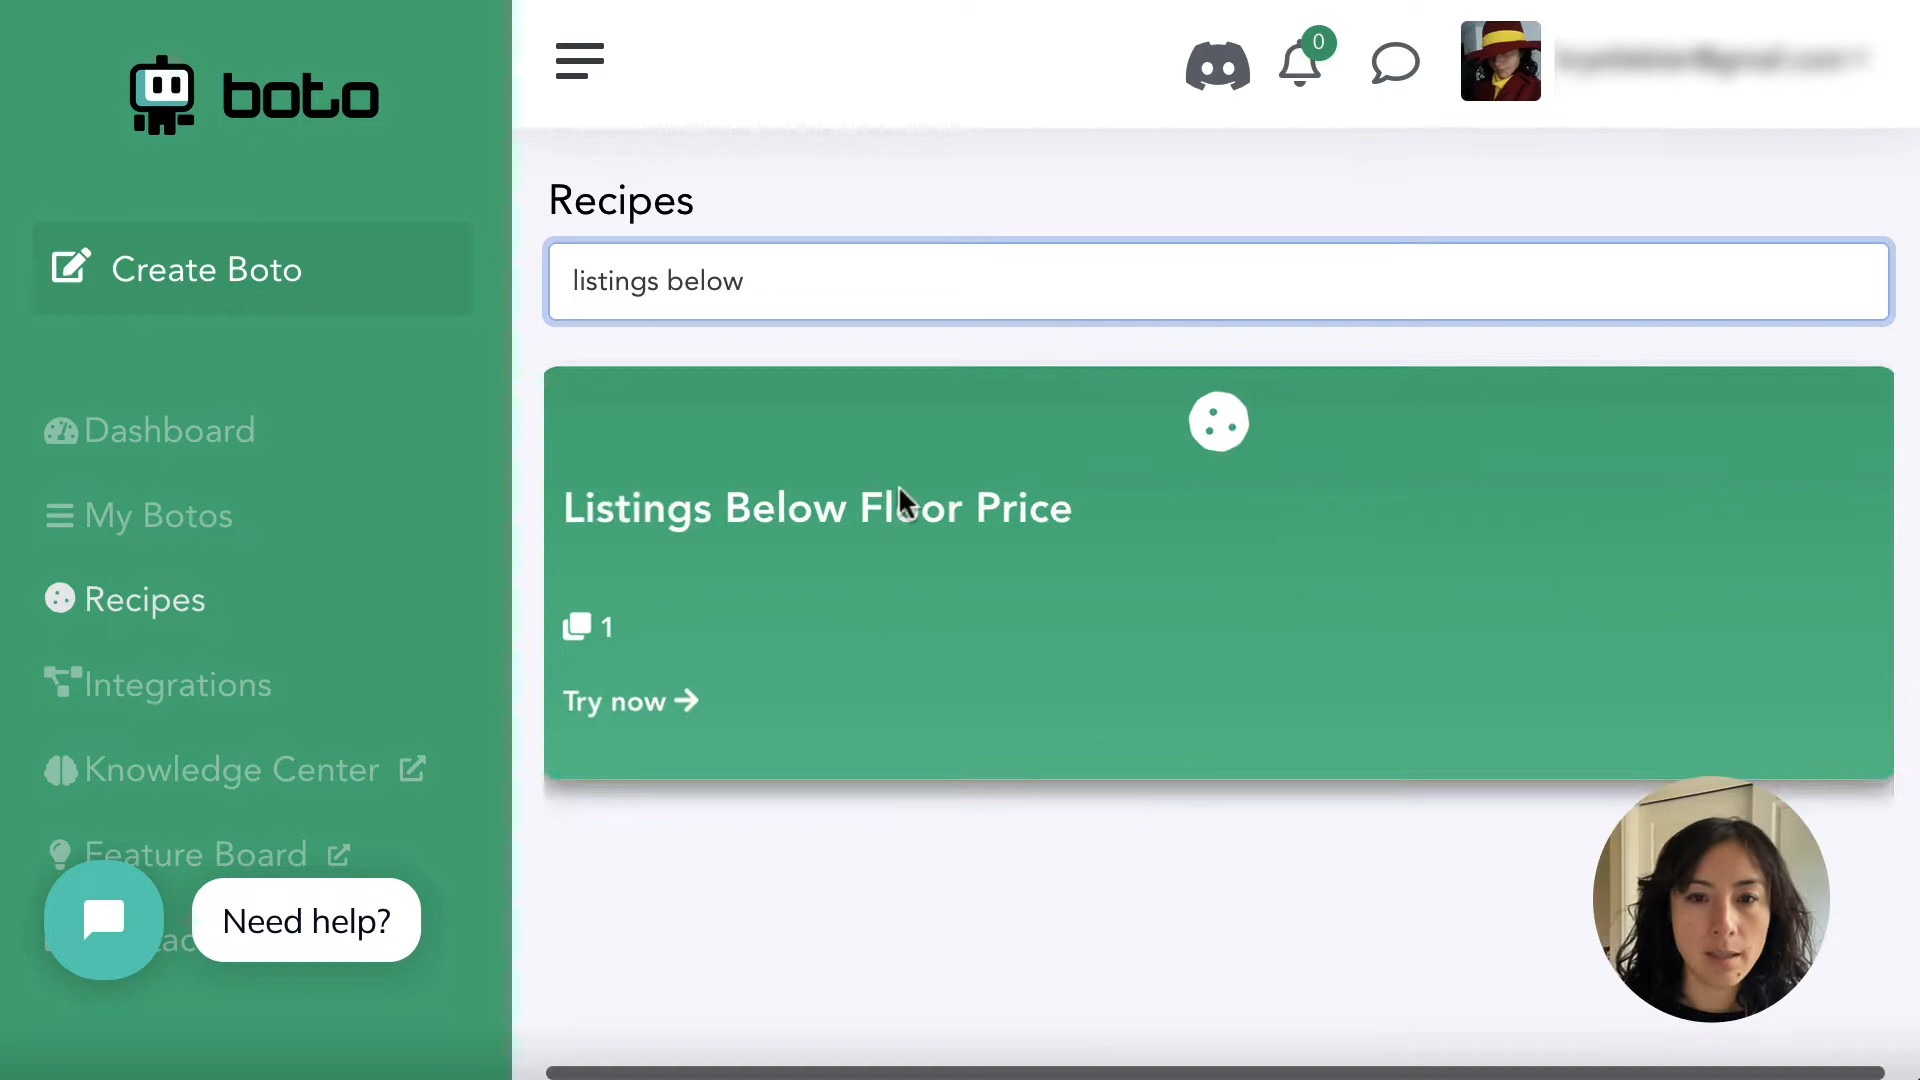 boto
0
Create Boto
Recipes
listings below
Dashboard
My Botos
Recipes
Integrations
Knowledge Center
Feature Board
Listings Below Floor Price
1
Try now
Need help?